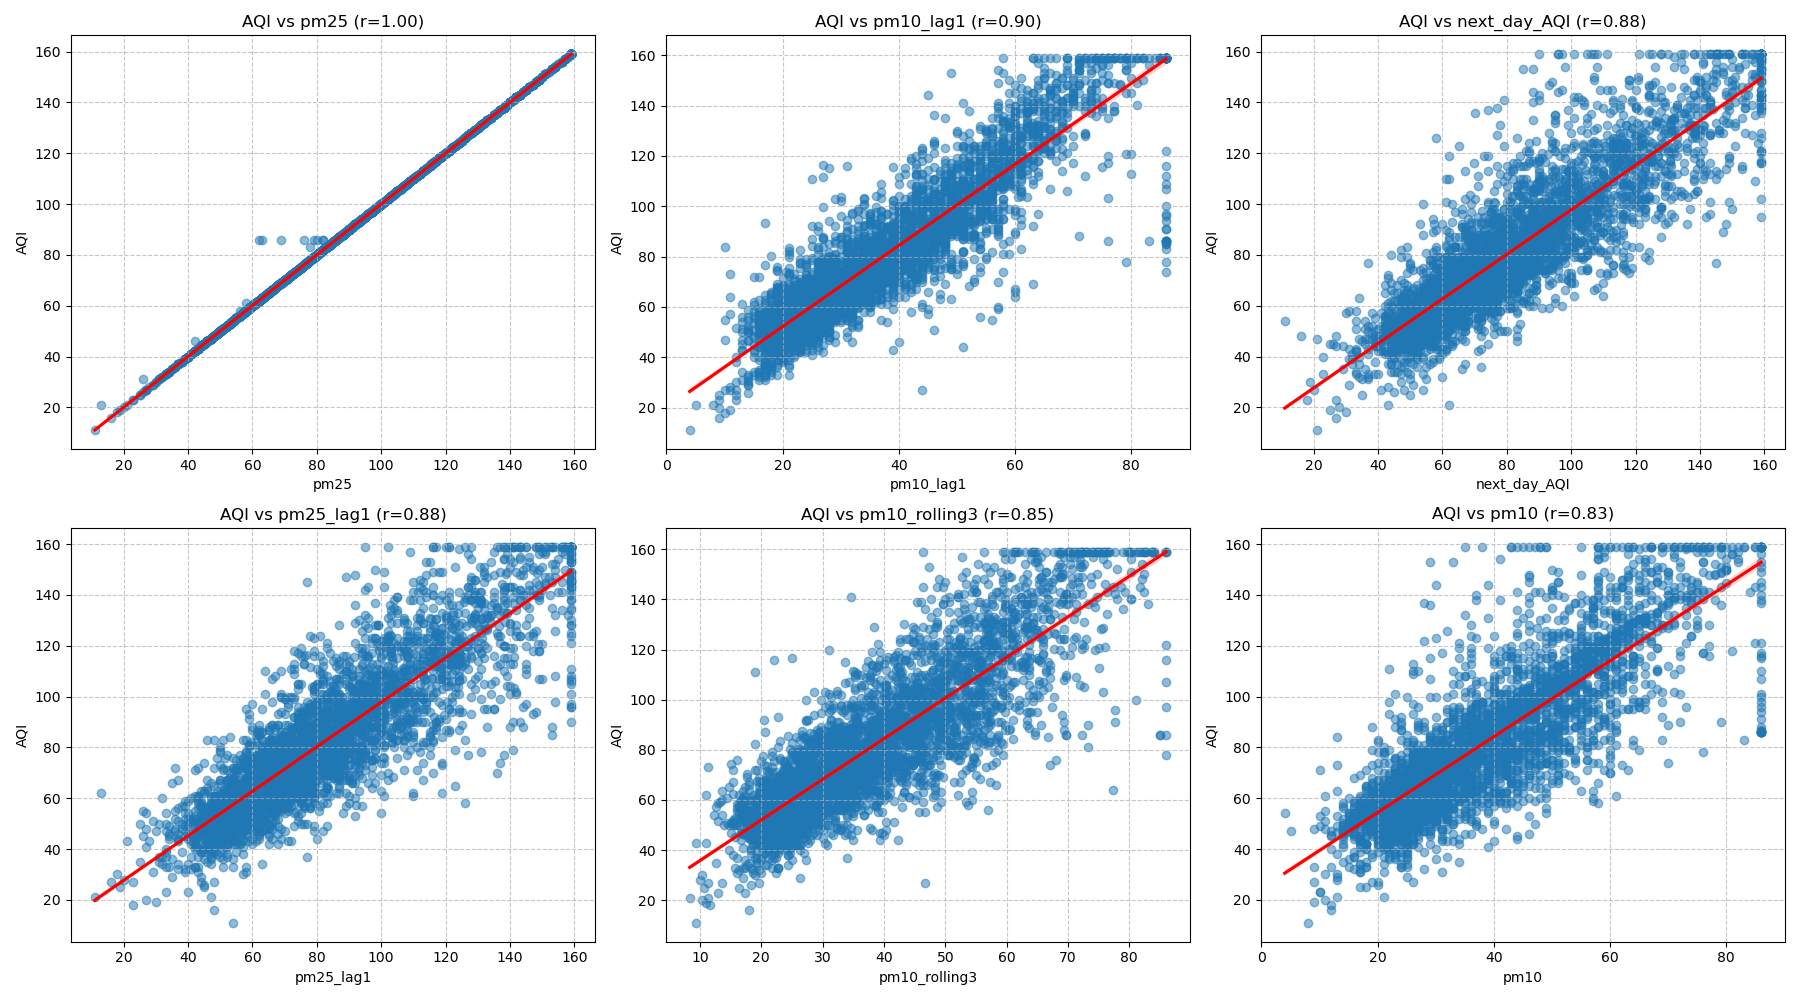 AQI vs pm25 (r=1.00)
160
140
120
100
80
60
40
20
AQI
20 40 60 80 100 120 140 160
pm25
AQI vs pm10_lag1 (r=0.90)
160
140
120
100
80
60
40
20
AQI
0 20 40 60 80
pm10_lag1
AQI vs next_day_AQI (r=0.88)
160
140
120
100
80
60
40
20
AQI
20 40 60 80 100 120 140 160
next_day_AQI
AQI vs pm25_lag1 (r=0.88)
160
140
120
100
80
60
40
20
AQI
20 40 60 80 100 120 140 160
pm25_lag1
AQI vs pm10_rolling3 (r=0.85)
160
140
120
100
80
60
40
20
AQI
10 20 30 40 50 60 70 80
pm10_rolling3
AQI vs pm10 (r=0.83)
160
140
120
100
80
60
40
20
AQI
0 20 40 60 80
pm10